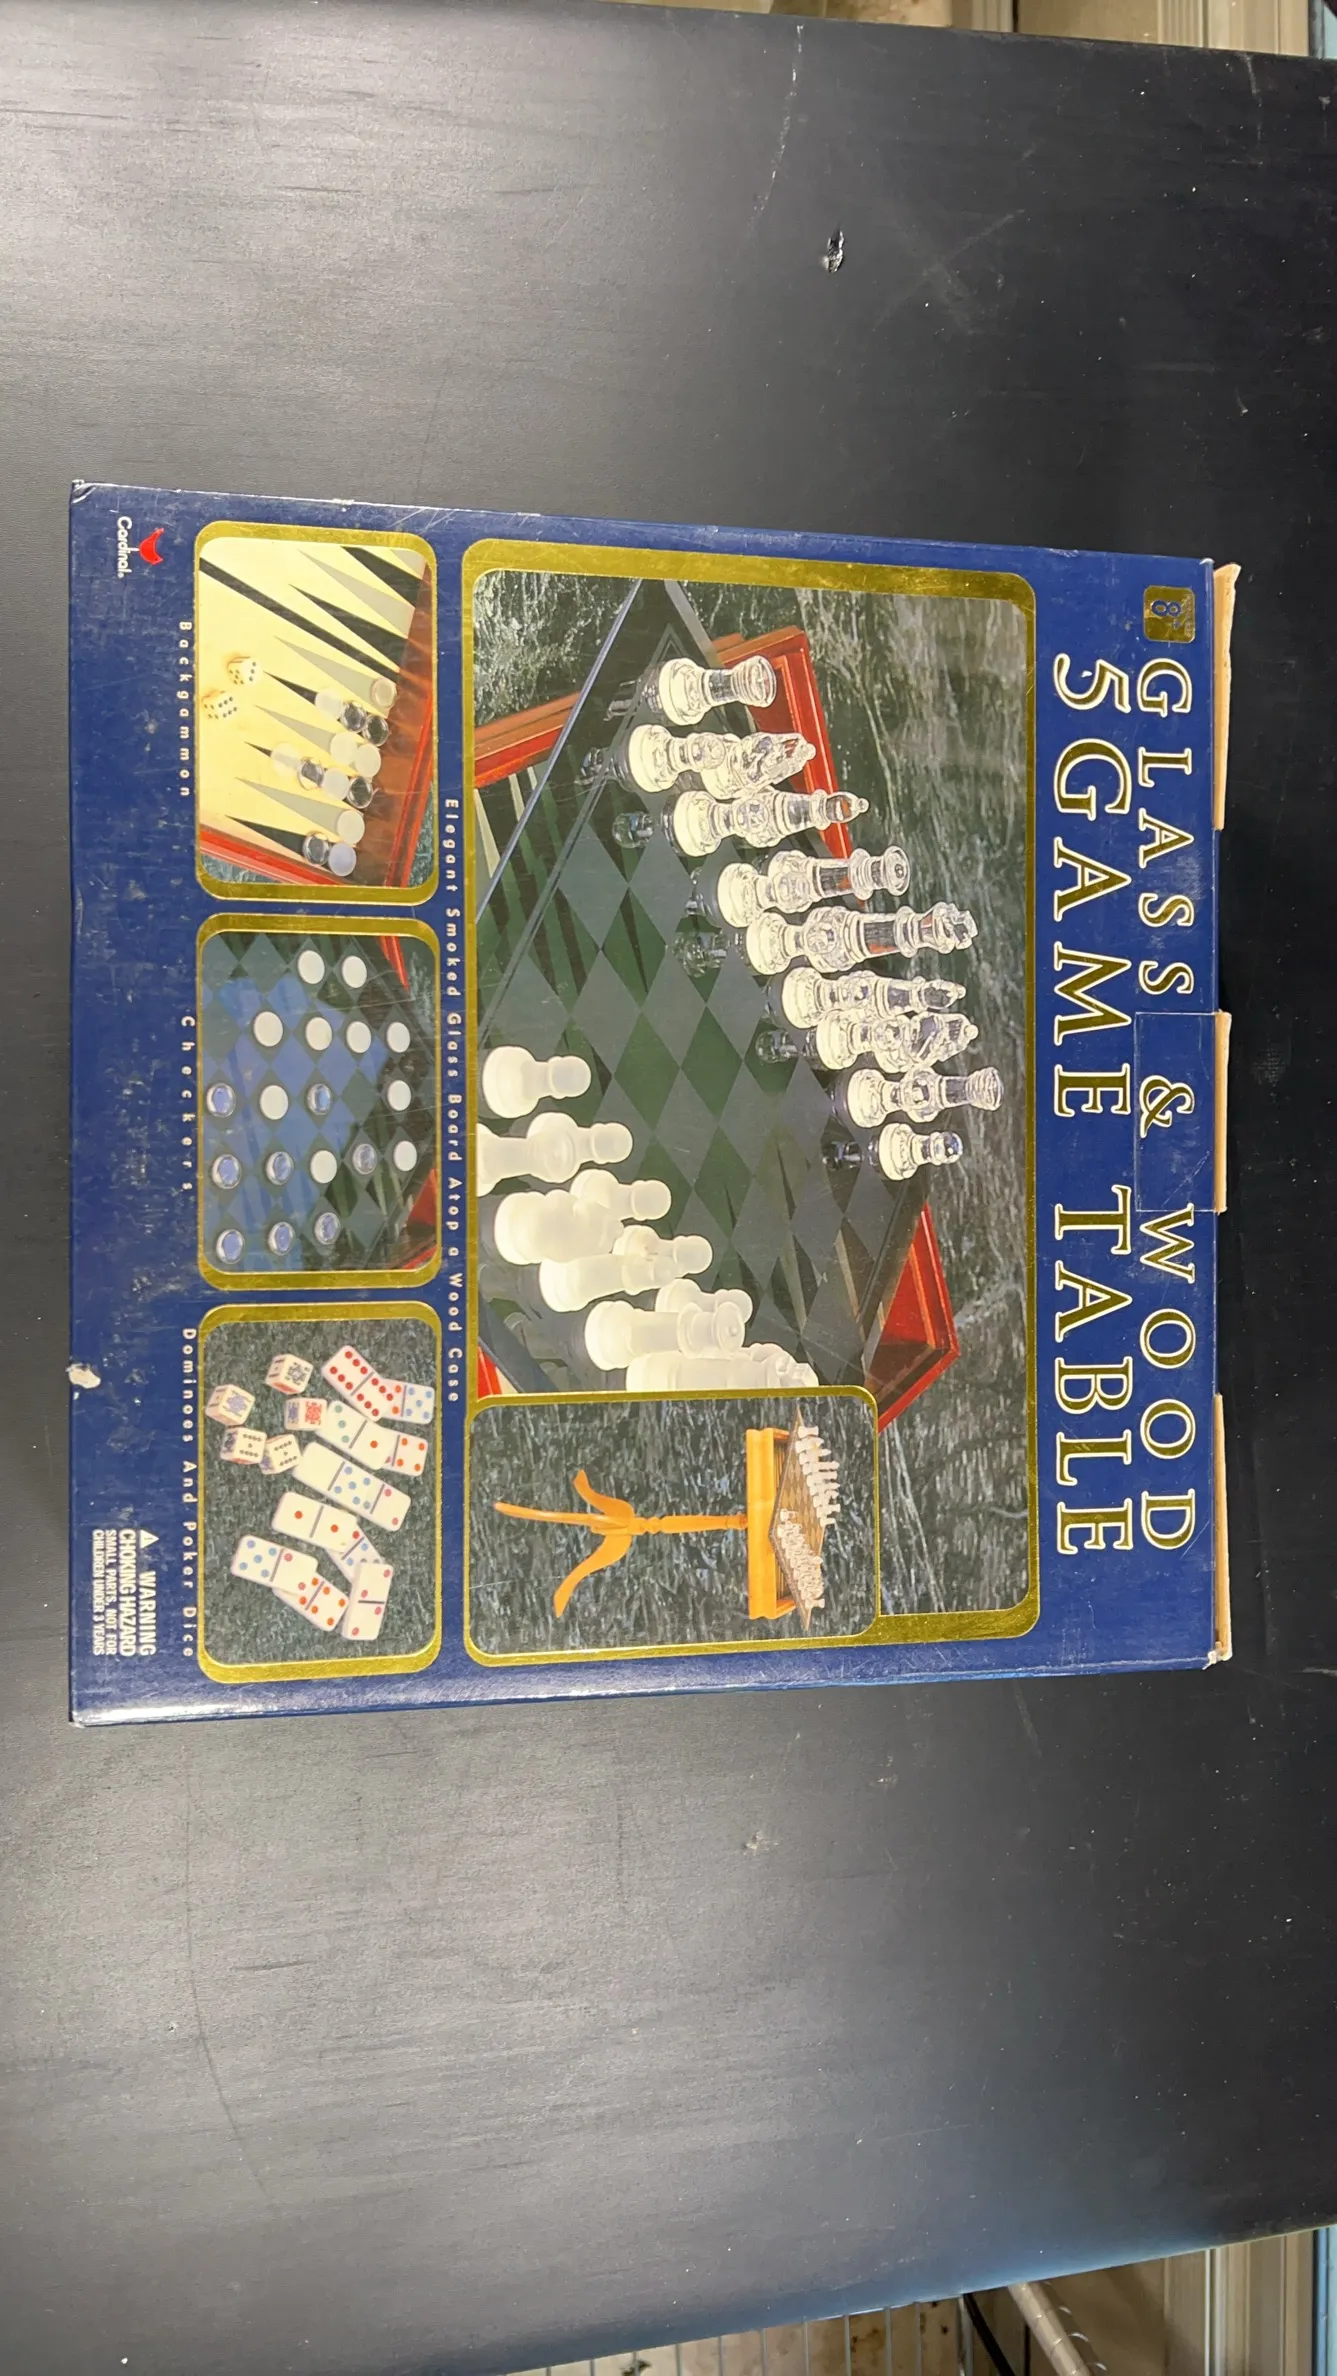 8+
GLASS & WOOD
5 GAME TABLE
Elegant Smoked Glass Board Atop a Wood Case
Backgammon
Checkers
Dominoes And Poker Dice
Cardinal®
⚠ WARNING
CHOKING HAZARD
SMALL PARTS. NOT FOR
CHILDREN UNDER 3 YEARS